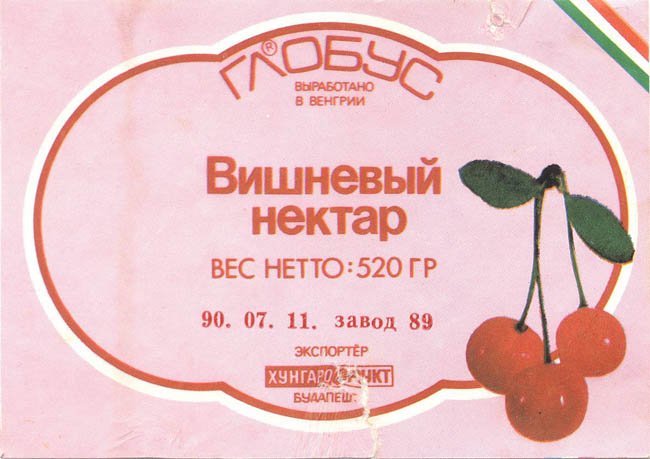 ГЛОБУС®
ВЫРАБОТАНО
В ВЕНГРИИ
Вишневый
нектар
ВЕС НЕТТО: 520 ГР
90. 07. 11. завод 89
ЭКСПОРТЁР